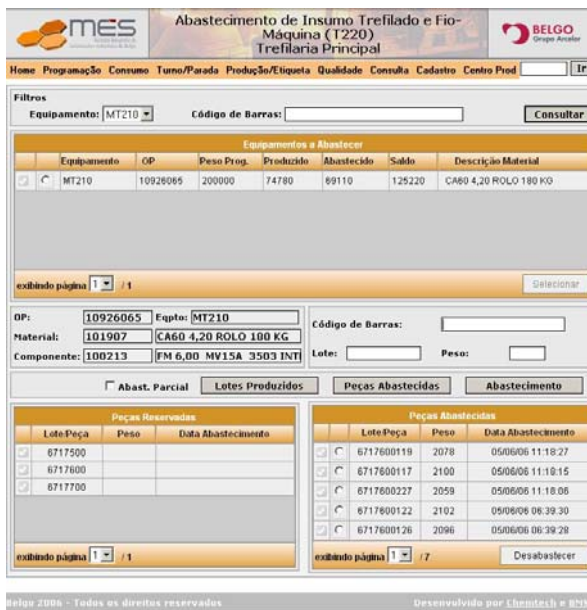 mes
Abastecimento de Insumo Trefilado e Fio-
Máquina (T220)
Trefilaria Principal
BELGO
Grupo Arcelor
Home Programação Consumo Turno/Parada Produção/Etiqueta Qualidade Consulta Cadastro Centro Prod Ir
Filtros
Equipamento: MT210 Código de Barras: Consultar
Equipamentos a Abastecer
Equipamento OP Peso Prog. Produzido Abastecido Saldo Descrição Material
MT210 10926065 200000 74780 69110 125220 CA60 4,20 ROLO 180 KG
exibindo página 1 / 1 Selecionar
OP: 10926065 Eqpto: MT210
Material: 101907 CA60 4,20 ROLO 180 KG
Componente: 100213 FM 6,00 MV15A 3503 INT
Código de Barras:
Lote: Peso:
Abast. Parcial Lotes Produzidos Peças Abastecidas Abastecimento
Peças Reservadas
Lote/Peça Peso Data Abastecimento
6717500
6717600
6717700
exibindo página 1 / 1
Peças Abastecidas
Lote/Peça Peso Data Abastecimento
6717600119 2078 05/06/06 11:18:27
6717600117 2100 05/06/06 11:18:15
6717600227 2059 05/06/06 11:18:06
6717600122 2102 05/06/06 06:39:30
6717600126 2096 05/06/06 06:39:28
exibindo página 1 / 7 Desabastecer
Belgo 2006 - Todos os direitos reservados Desenvolvido por Chemtech e